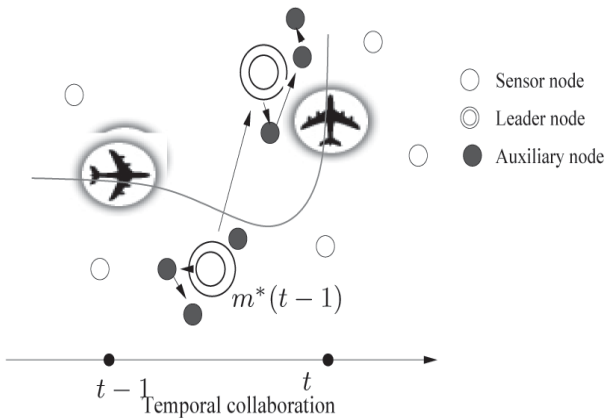 Sensor node
Leader node
Auxiliary node
m*(t − 1)
t − 1
t
Temporal collaboration